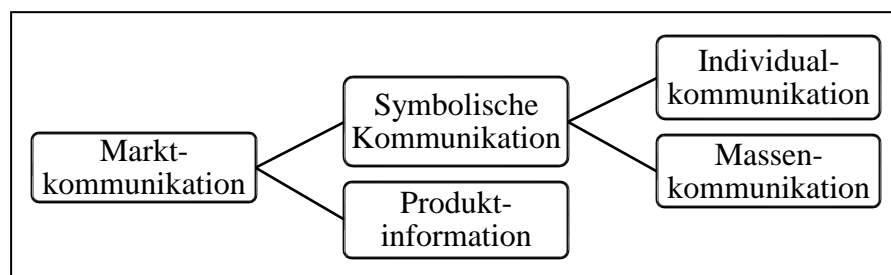 Markt-
kommunikation
Symbolische
Kommunikation
Produkt-
information
Individual-
kommunikation
Massen-
kommunikation